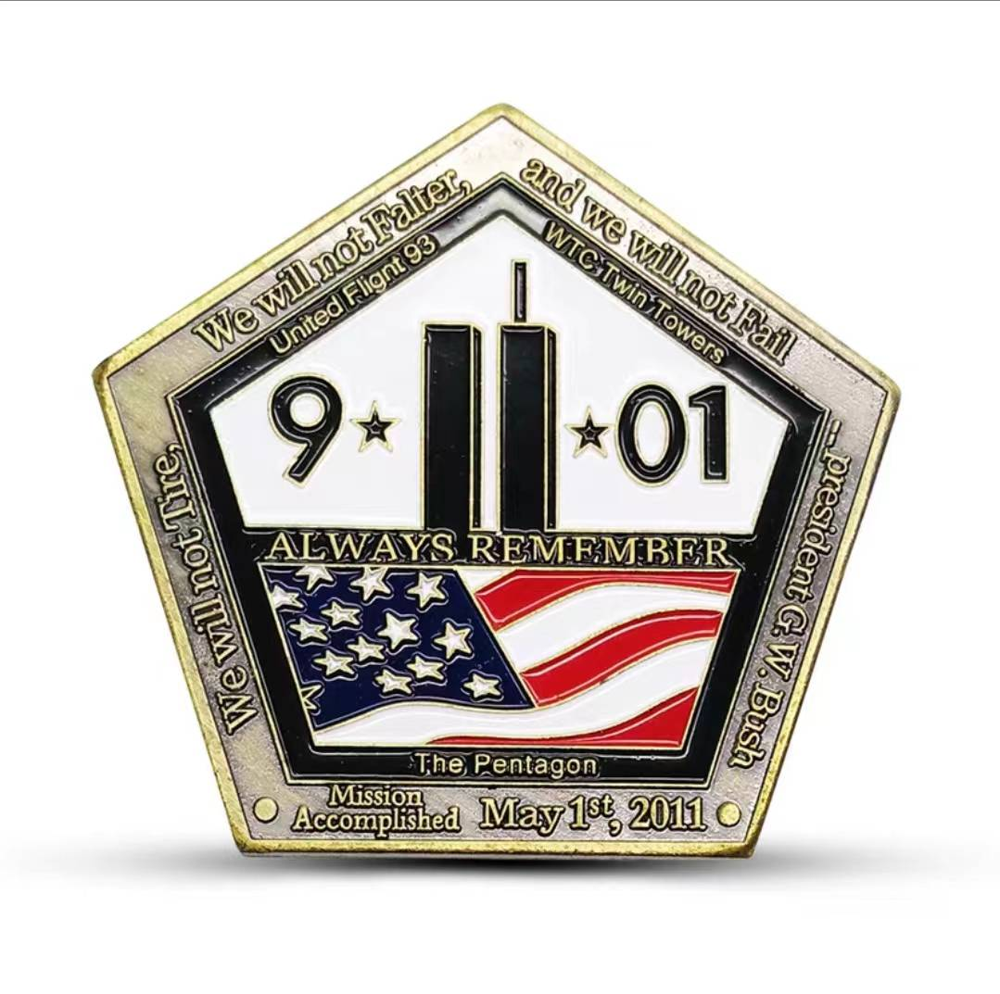 We will not Tire,
We will not Falter,
and we will not Fail
...president G. W. Bush
United Flight 93
WTC Twin Towers
9 01
ALWAYS REMEMBER
The Pentagon
Mission
Accomplished
May 1st, 2011